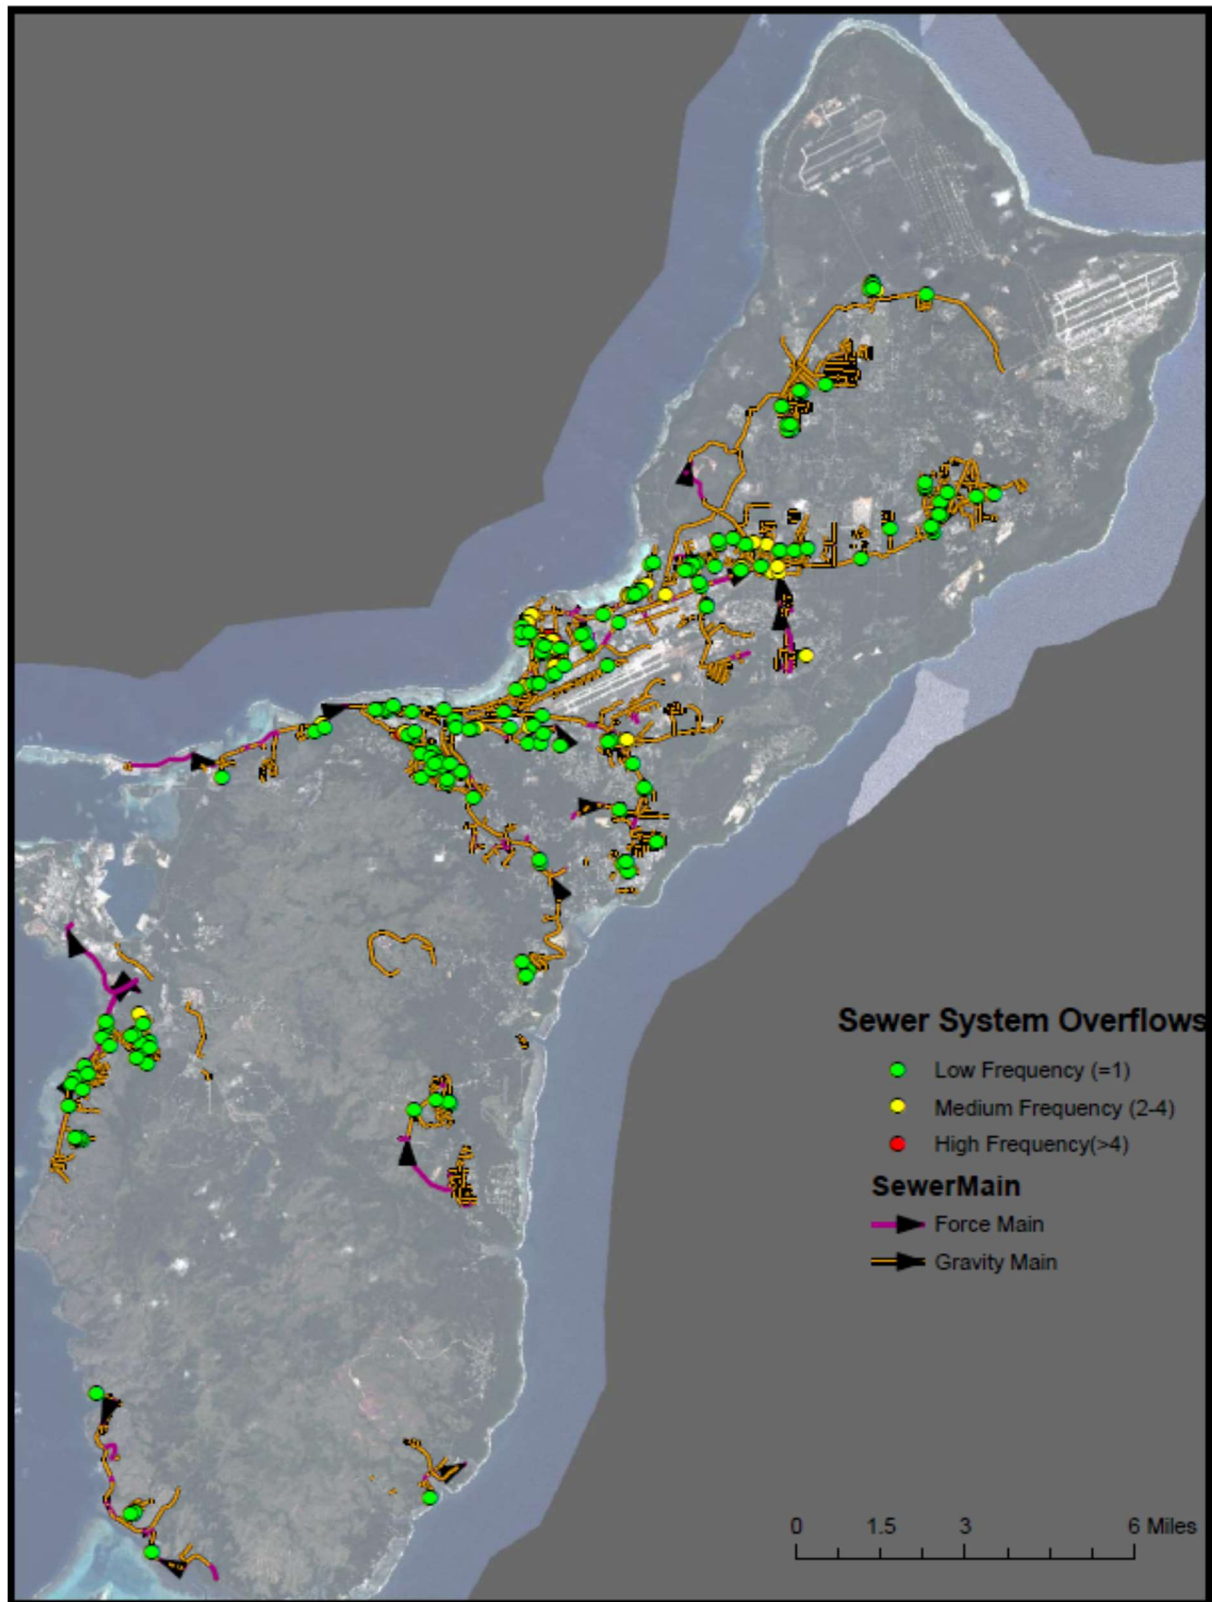 Sewer System Overflows
Low Frequency (=1)
Medium Frequency (2-4)
High Frequency(>4)
SewerMain
Force Main
Gravity Main
0 1.5 3 6 Miles